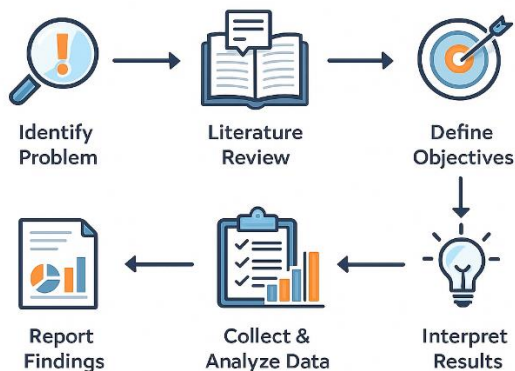 Identify
Problem
Literature
Review
Define
Objectives
Report
Findings
Collect &
Analyze Data
Interpret
Results